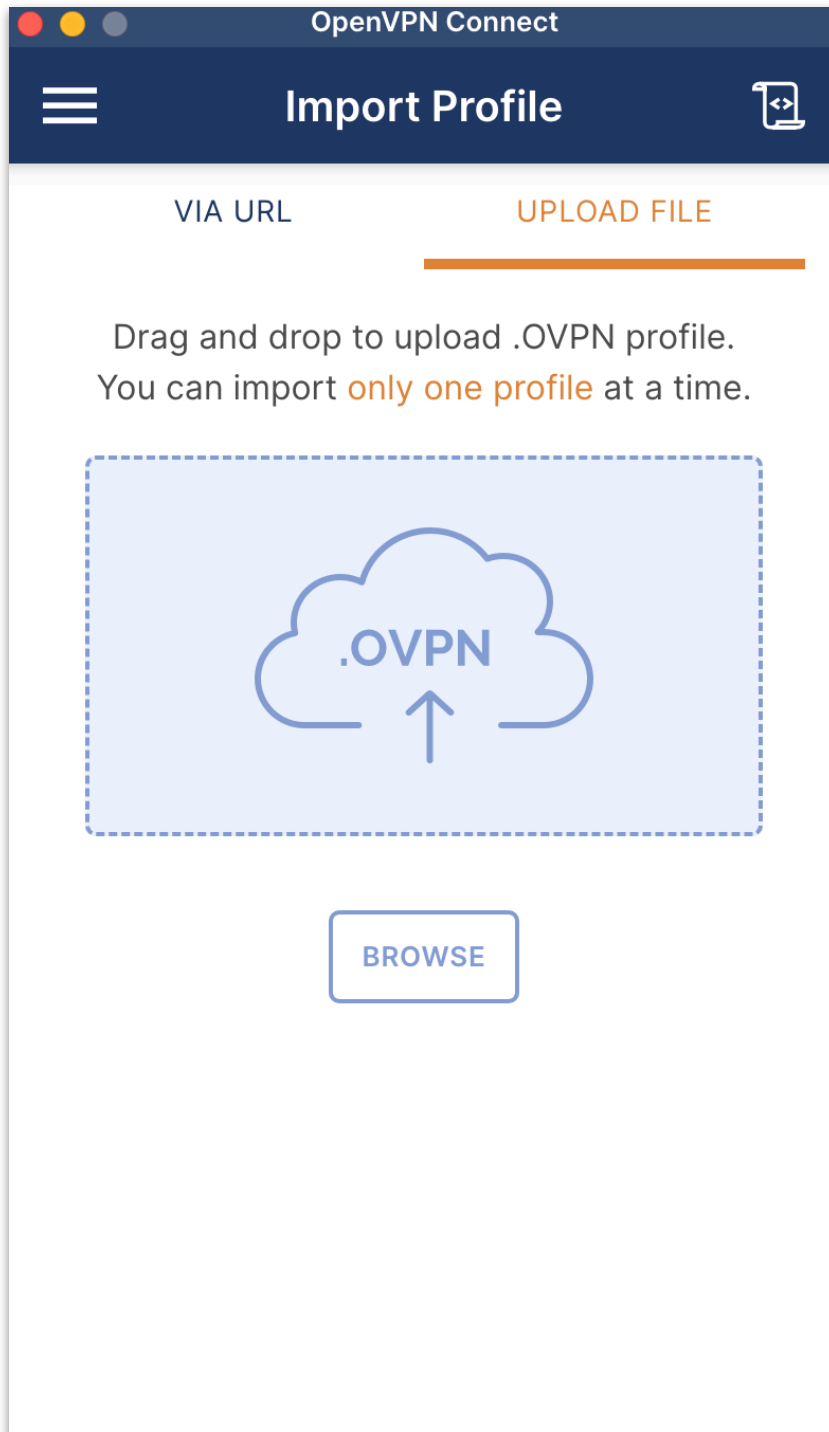 OpenVPN Connect
Import Profile
VIA URL
UPLOAD FILE
Drag and drop to upload .OVPN profile.
You can import only one profile at a time.
.OVPN
BROWSE